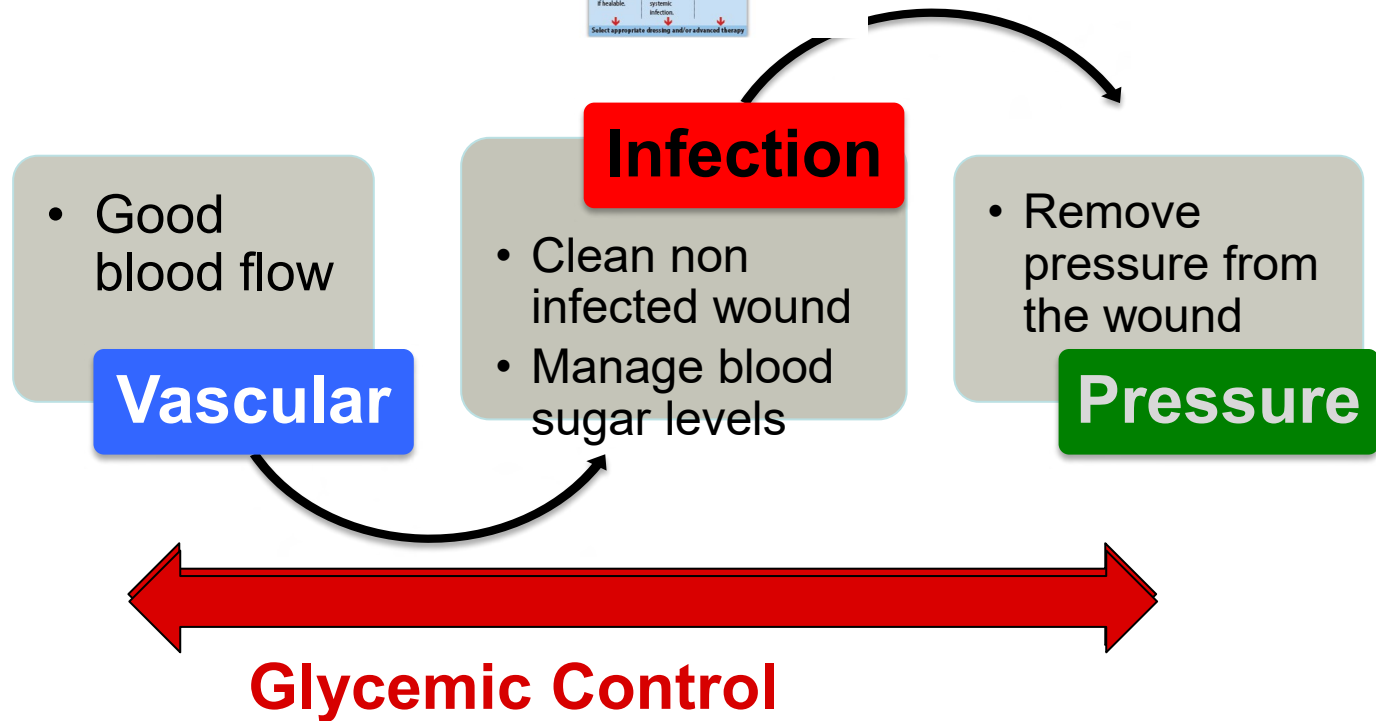 if healable.
systemic
infection.
Select appropriate dressing and/or advanced therapy
Infection
• Good
blood flow
Vascular
• Clean non
infected wound
• Manage blood
sugar levels
• Remove
pressure from
the wound
Pressure
Glycemic Control